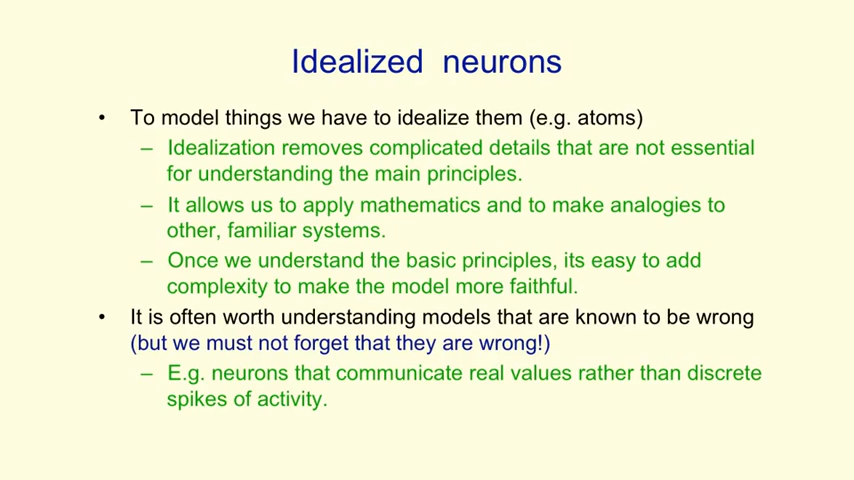 Idealized neurons
• To model things we have to idealize them (e.g. atoms)
– Idealization removes complicated details that are not essential
for understanding the main principles.
– It allows us to apply mathematics and to make analogies to
other, familiar systems.
– Once we understand the basic principles, its easy to add
complexity to make the model more faithful.
• It is often worth understanding models that are known to be wrong
(but we must not forget that they are wrong!)
– E.g. neurons that communicate real values rather than discrete
spikes of activity.